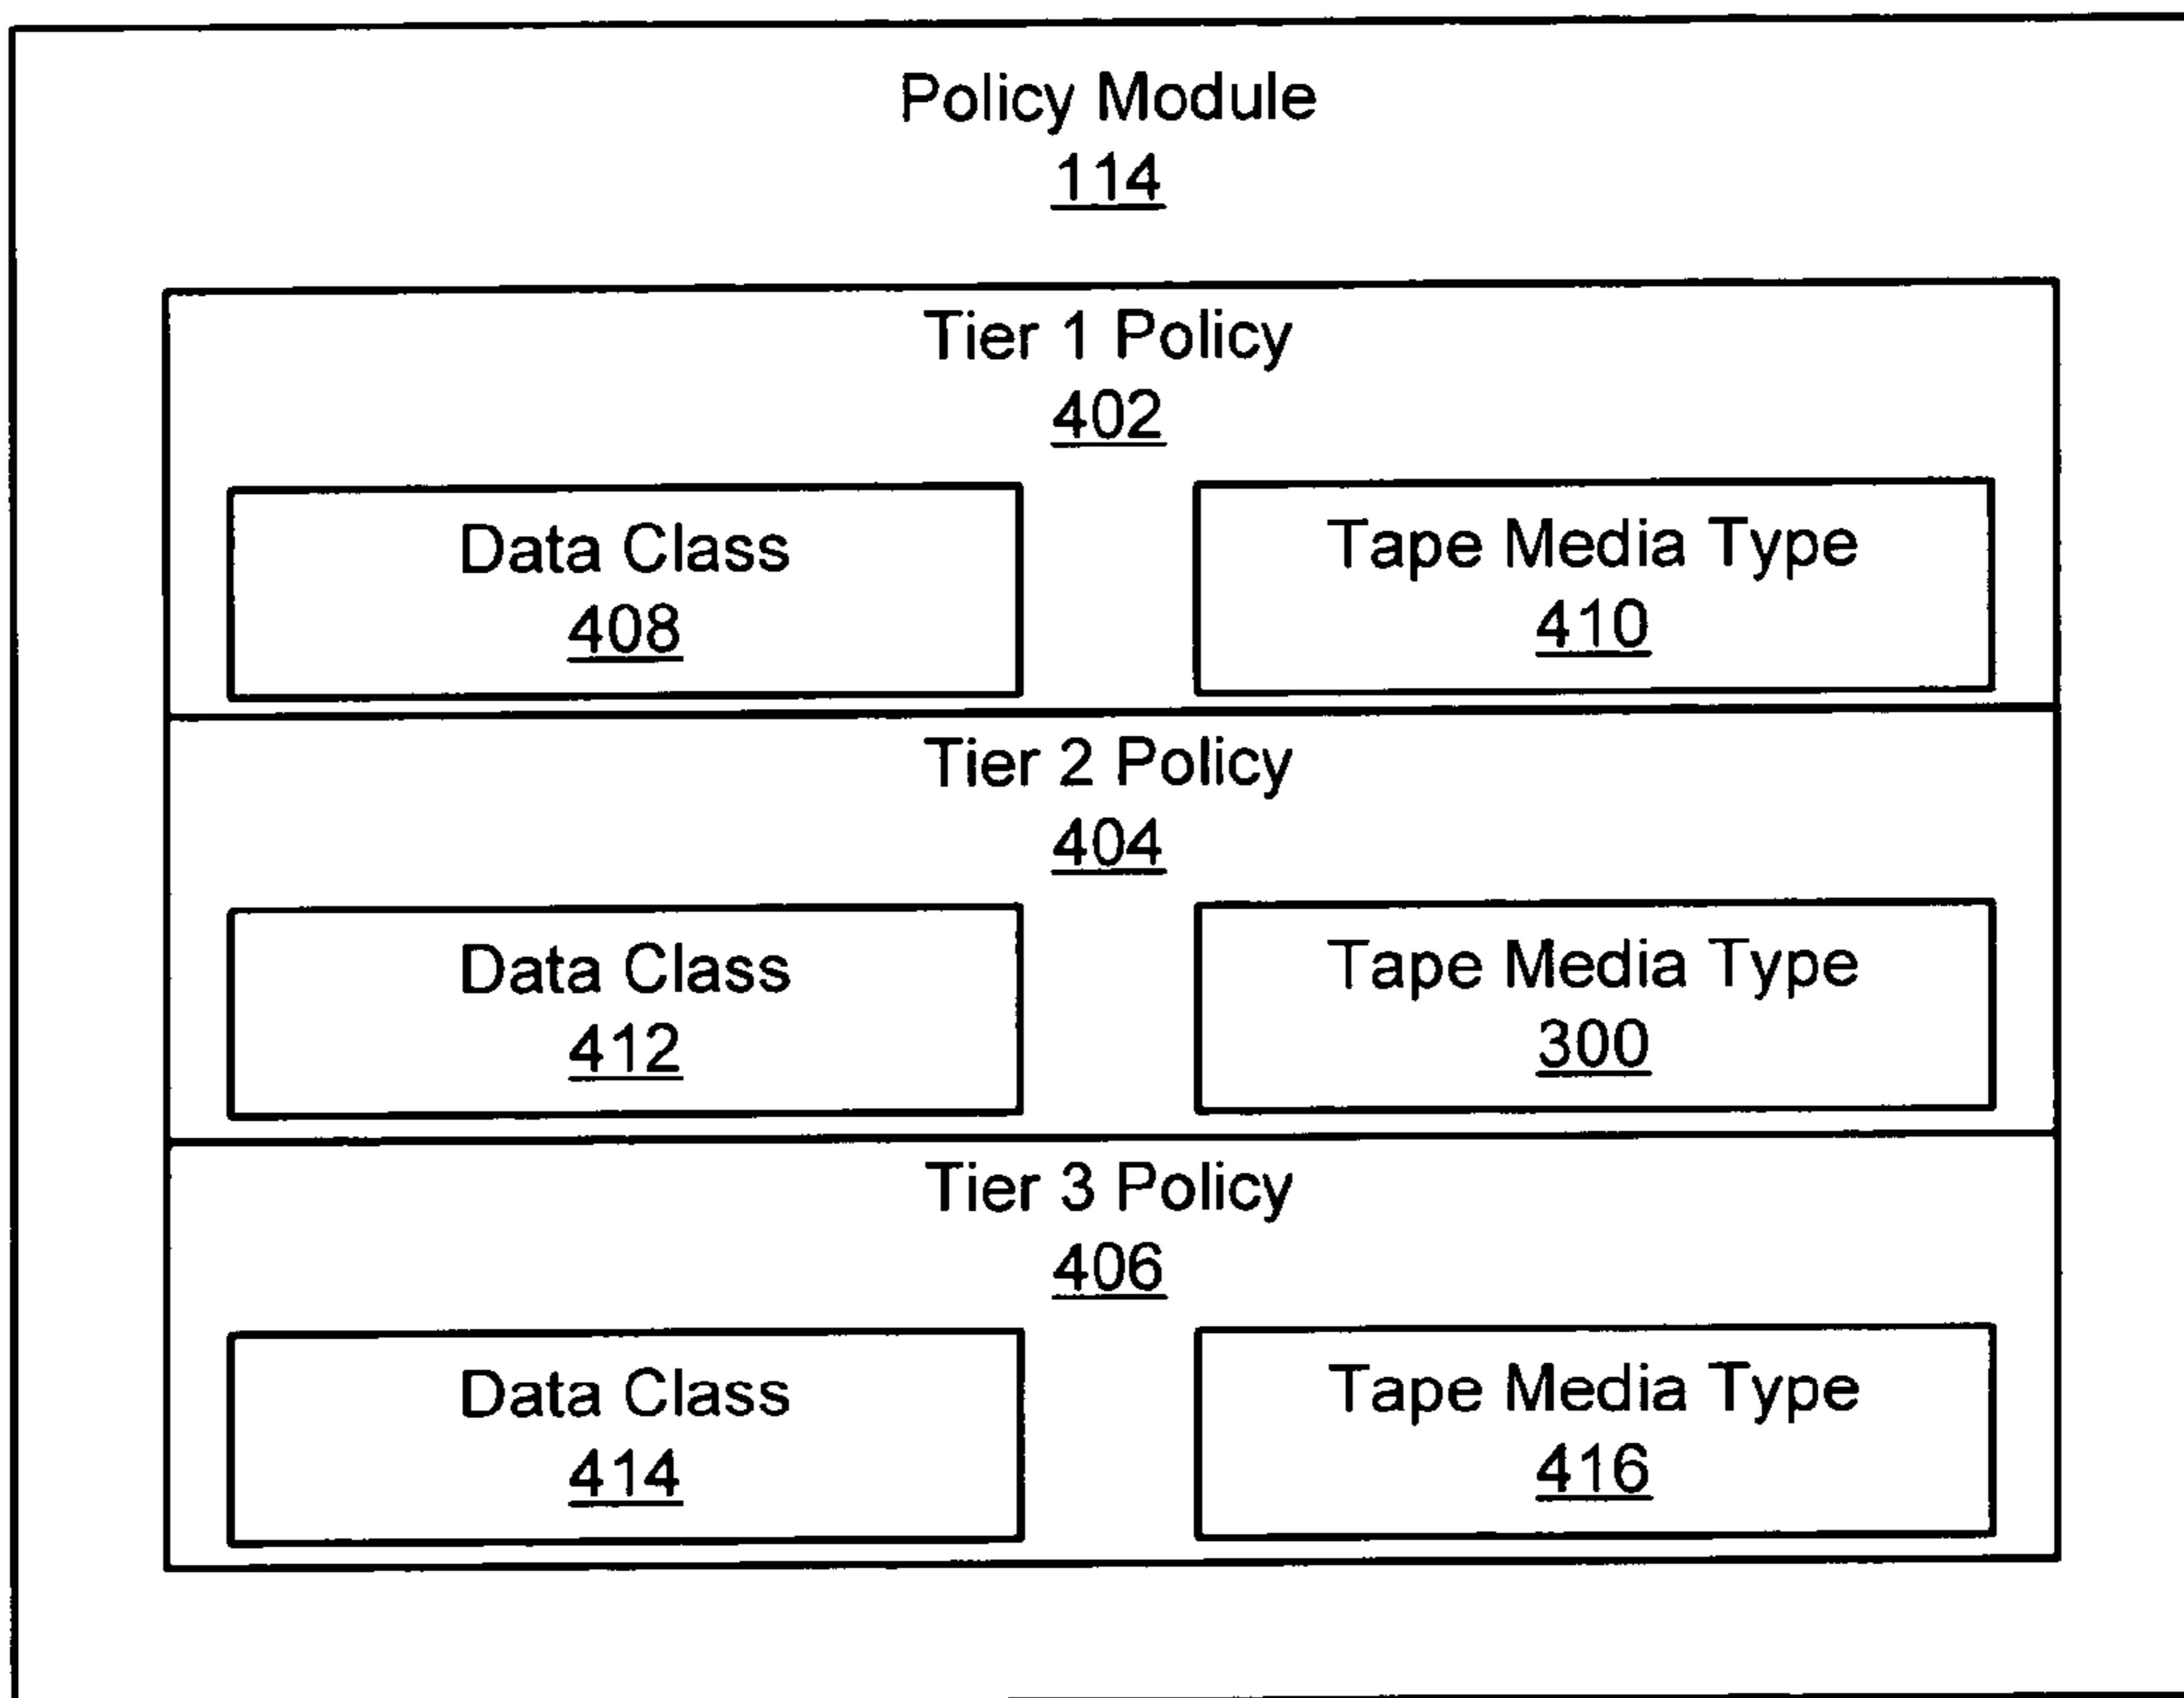 Policy Module
114
Tier 1 Policy
402
Data Class
408
Tape Media Type
410
Tier 2 Policy
404
Data Class
412
Tape Media Type
300
Tier 3 Policy
406
Data Class
414
Tape Media Type
416